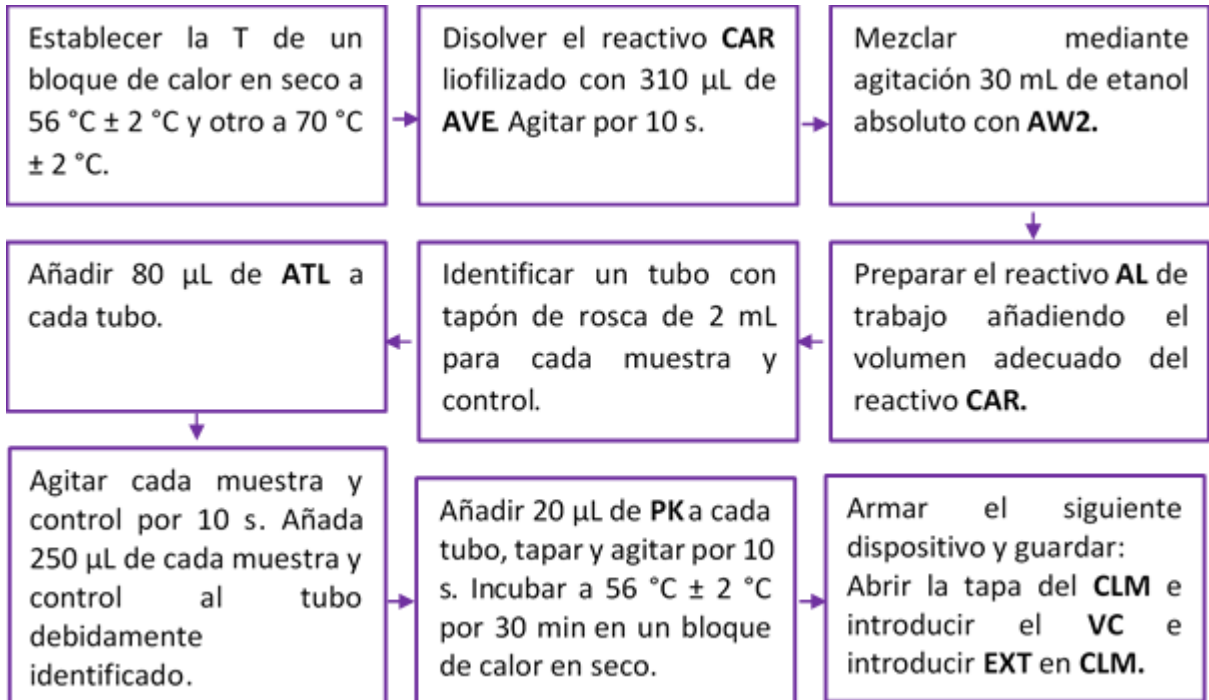 Establecer la T de un
bloque de calor en seco a
56 °C ± 2 °C y otro a 70 °C
± 2 °C.
Disolver el reactivo CAR
liofilizado con 310 µL de
AVE. Agitar por 10 s.
Mezclar mediante
agitación 30 mL de etanol
absoluto con AW2.
Preparar el reactivo AL de
trabajo añadiendo el
volumen adecuado del
reactivo CAR.
Identificar un tubo con
tapón de rosca de 2 mL
para cada muestra y
control.
Añadir 80 µL de ATL a
cada tubo.
Agitar cada muestra y
control por 10 s. Añada
250 µL de cada muestra y
control al tubo
debidamente
identificado.
Añadir 20 µL de PK a cada
tubo, tapar y agitar por 10
s. Incubar a 56 °C ± 2 °C
por 30 min en un bloque
de calor en seco.
Armar el siguiente
dispositivo y guardar:
Abrir la tapa del CLM e
introducir el VC e
introducir EXT en CLM.